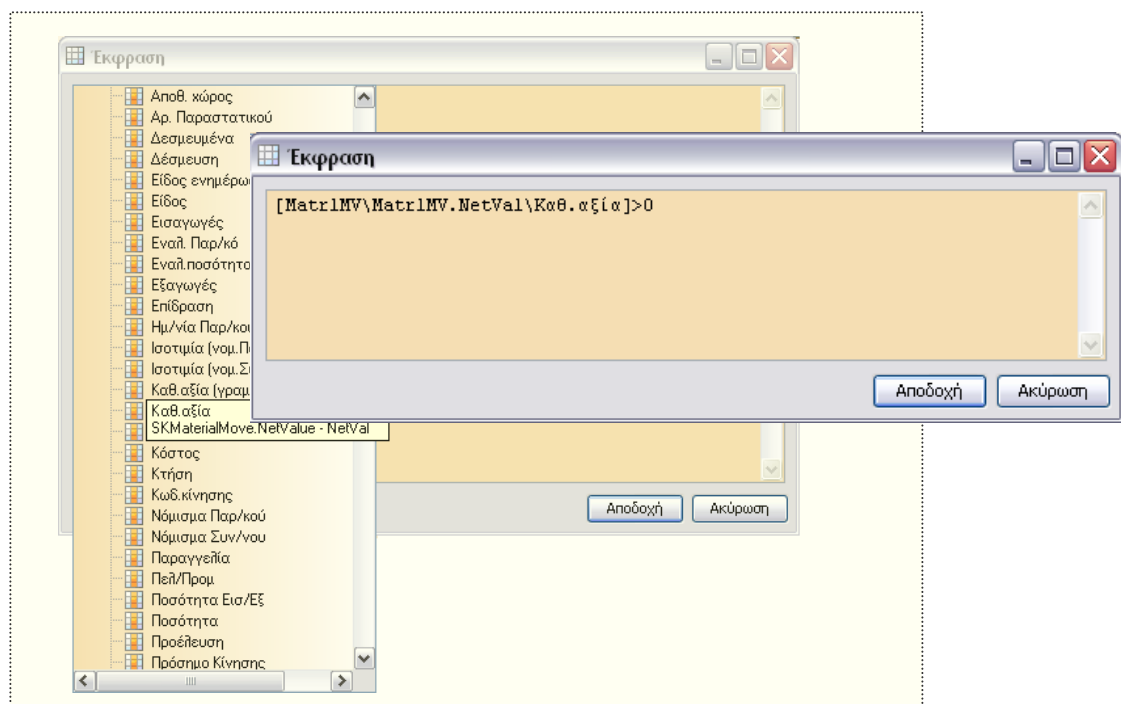 Έκφραση
Αποθ. χώρος
Αρ. Παραστατικού
Δεσμευμένα
Δέσμευση
Είδος ενημέρω
Είδος
Εισαγωγές
Εναλ. Παρ/κό
Εναλ.ποσότητα
Εξαγωγές
Επίδραση
Ημ/νία Παρ/κου
Ισοτιμία (νομ.Πα
Ισοτιμία (νομ.Συ
Καθ.αξία (γραμ
Καθ.αξία
SKMaterialMove.NetValue - NetVal
Κόστος
Κτήση
Κωδ.κίνησης
Νόμισμα Παρ/κού
Νόμισμα Συν/νου
Παραγγελία
Πελ/Προμ
Ποσότητα Εισ/Εξ
Ποσότητα
Προέλευση
Πρόσημο Κίνησης
Αποδοχή
Ακύρωση
Έκφραση
[MatrlMV\MatrlMV.NetVal\Καθ.αξία]>0
Αποδοχή
Ακύρωση